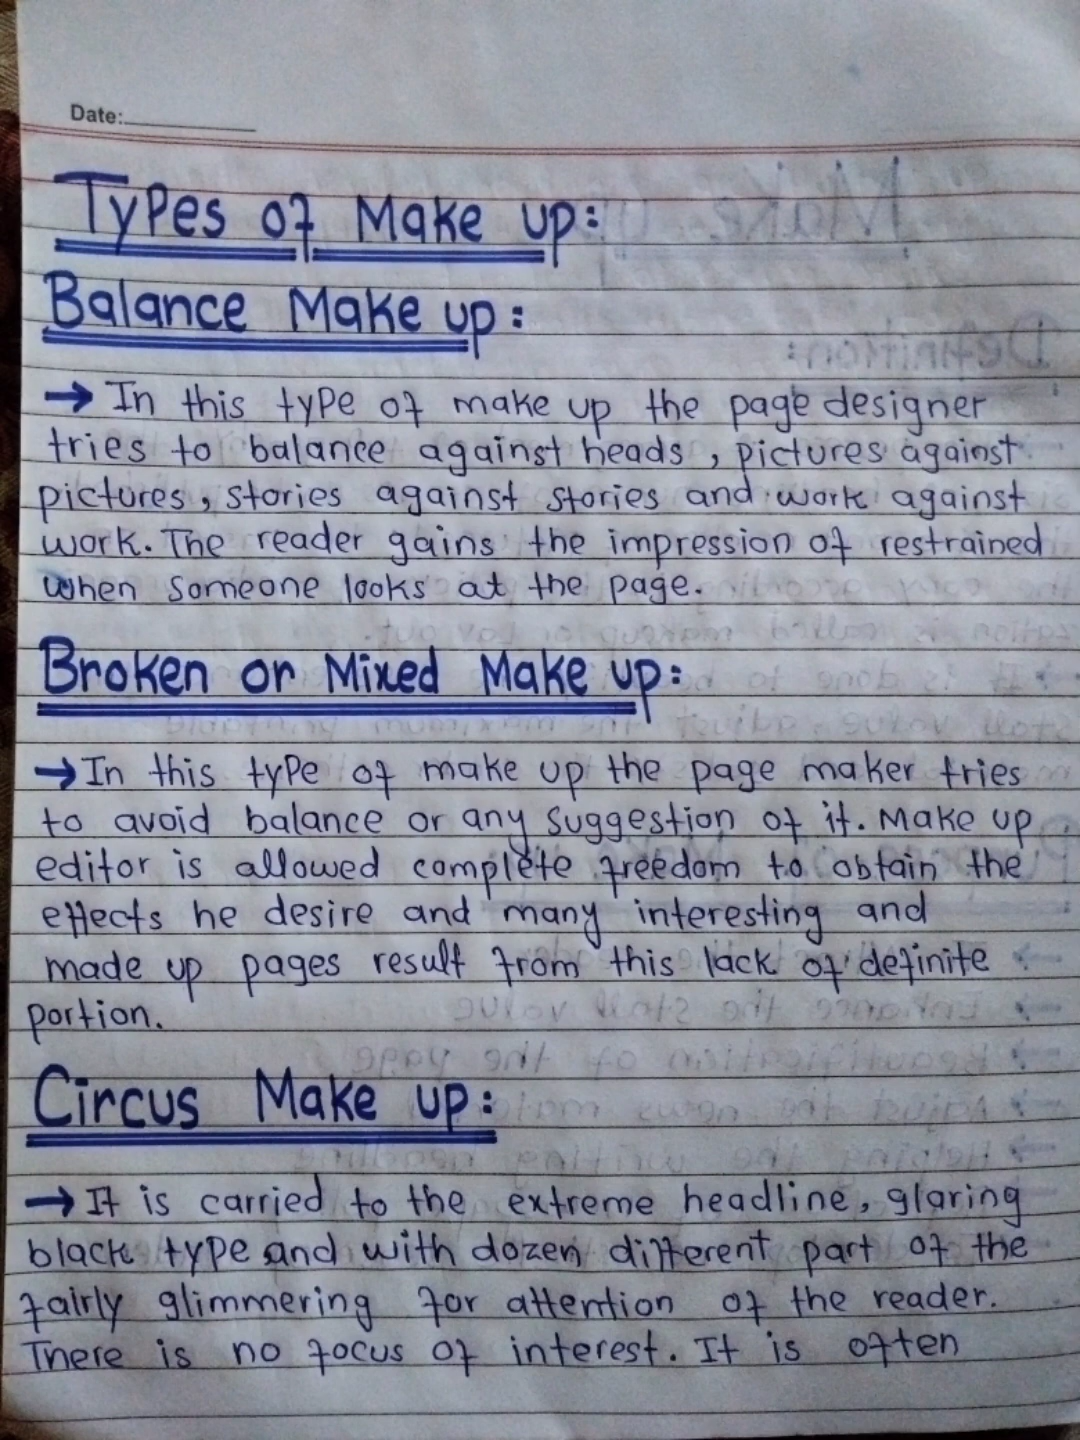 Date:
Types of Make up:
Balance Make up:
→ In this type of make up the page designer
tries to balance against heads, pictures against
pictures, stories against stories and work against
work. The reader gains the impression of restrained
when someone looks at the page.
Broken or Mixed Make up:
→ In this type of make up the page maker tries
to avoid balance or any suggestion of it. Make up
editor is allowed complete freedom to obtain the
effects he desire and many interesting and
made up pages result from this lack of definite
portion.
Circus Make up:
→ It is carried to the extreme headline, glaring
black type and with dozen different part of the
fairly glimmering for attention of the reader.
There is no focus of interest. It is often